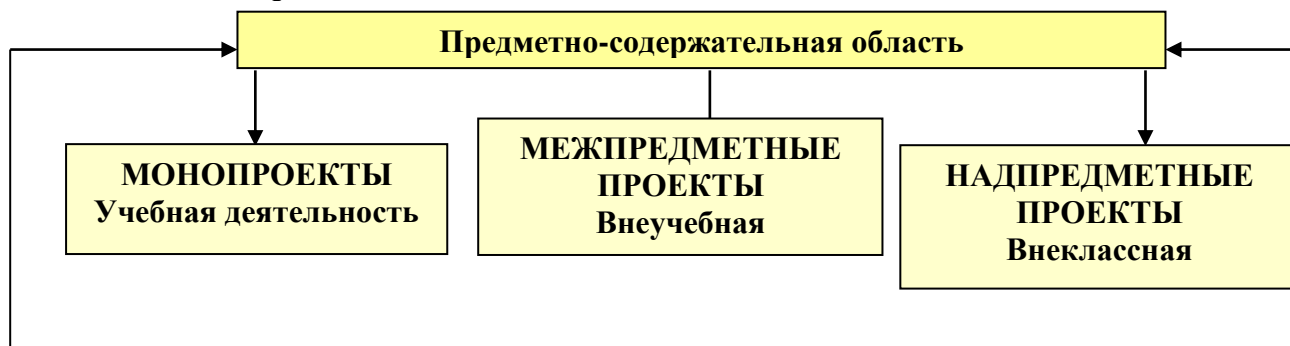 Предметно-содержательная область
МОНОПРОЕКТЫ
Учебная деятельность
МЕЖПРЕДМЕТНЫЕ
ПРОЕКТЫ
Внеучебная
НАДПРЕДМЕТНЫЕ
ПРОЕКТЫ
Внеклассная